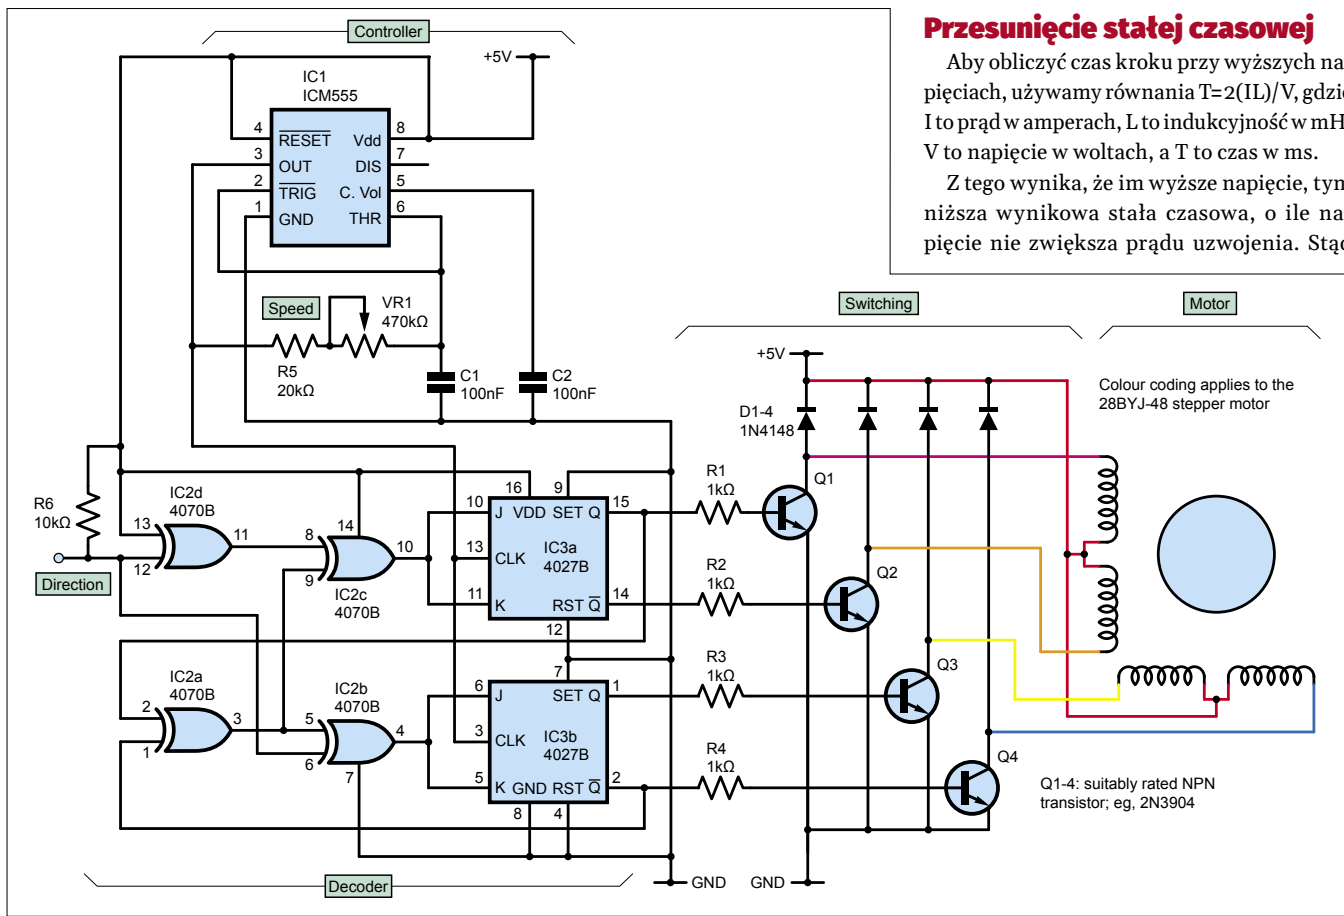 Przesunięcie stałej czasowej
Aby obliczyć czas kroku przy wyższych na
pięciach, używamy równania T=2(IL)/V, gdzie
I to prąd w amperach, L to indukcyjność w mH
V to napięcie w woltach, a T to czas w ms.
Z tego wynika, że im wyższe napięcie, tym
niższa wynikowa stała czasowa, o ile na
pięcie nie zwiększa prądu uzwojenia. Stąd
Controller
+5V
IC1
ICM555
4 RESET Vdd 8
3 OUT DIS 7
2 TRIG C. Vol 5
1 GND THR 6
Speed
VR1
470kΩ
R5
20kΩ
C1
100nF
C2
100nF
Switching
Motor
+5V
D1-4
1N4148
Colour coding applies to the
28BYJ-48 stepper motor
R6
10kΩ
Direction
IC2d
4070B
13
12
11
8
9
14
10
IC2c
4070B
16
9
10 J VDD SET Q 15
13 CLK
IC3a
4027B
11 K RST Q 14
12
R1
1kΩ
Q1
R2
1kΩ
Q2
IC2a
4070B
2
1
3
IC2b
4070B
5
6
7
4
7
6 J SET Q 1
3 CLK
IC3b
4027B
5 K GND RST Q 2
8
4
R3
1kΩ
Q3
R4
1kΩ
Q4
Q1-4: suitably rated NPN
transistor; eg, 2N3904
Decoder
GND
GND